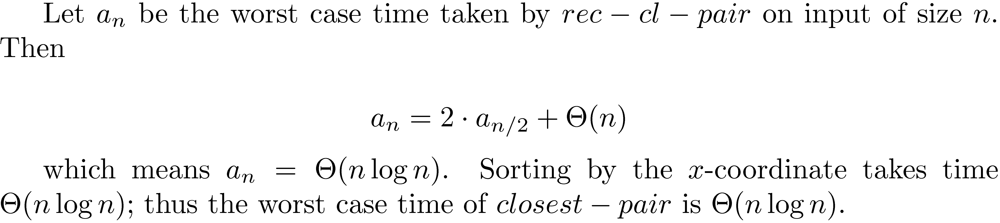 Let $a_n$ be the worst case time taken by $rec-cl-pair$ on input of size $n$.
Then
$a_n = 2 \cdot a_{n/2} + \Theta(n)$
which means $a_n = \Theta(n \log n)$. Sorting by the $x$-coordinate takes time
$\Theta(n \log n)$; thus the worst case time of $closest-pair$ is $\Theta(n \log n)$.